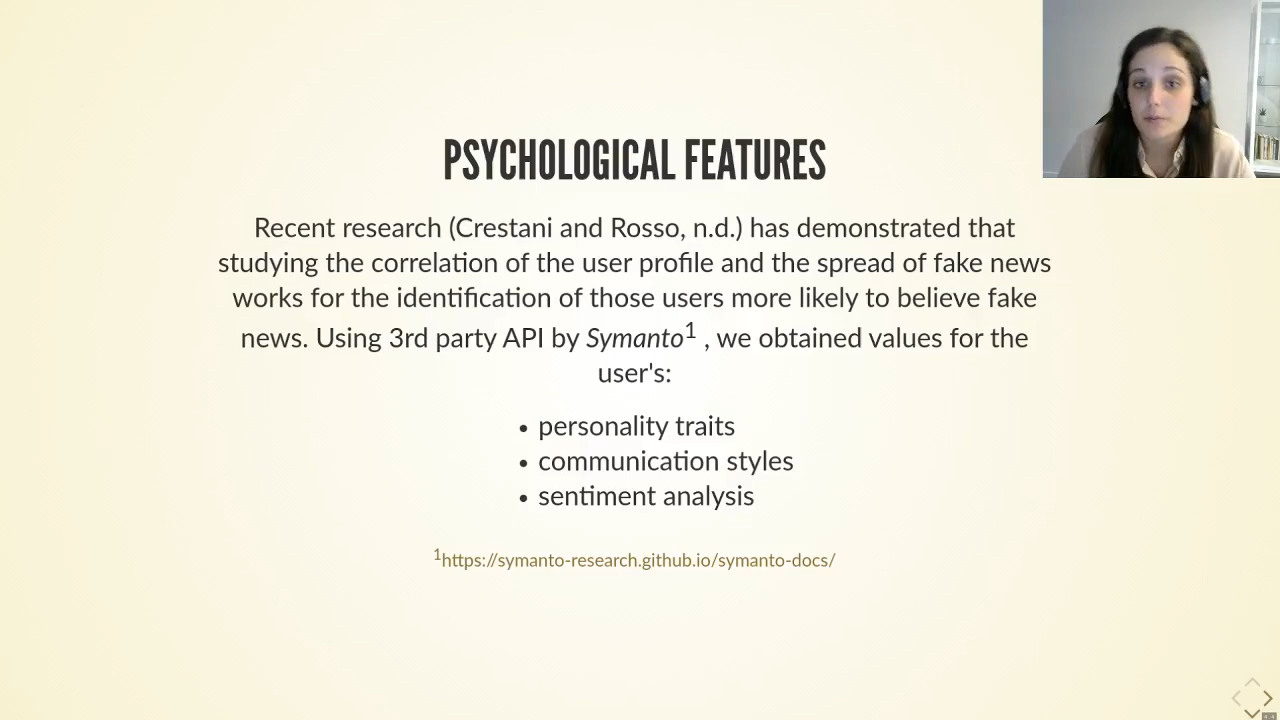 PSYCHOLOGICAL FEATURES
Recent research (Crestani and Rosso, n.d.) has demonstrated that
studying the correlation of the user profile and the spread of fake news
works for the identification of those users more likely to believe fake
news. Using 3rd party API by Symanto1 , we obtained values for the
user's:
• personality traits
• communication styles
• sentiment analysis
1https://symanto-research.github.io/symanto-docs/